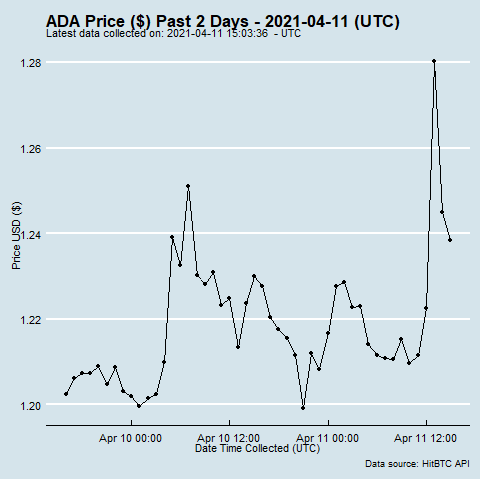 ADA Price ($) Past 2 Days - 2021-04-11 (UTC)
Latest data collected on: 2021-04-11 15:03:36  - UTC
1.28
1.26
1.24
1.22
1.20
Price USD ($)
Apr 10 00:00 Apr 10 12:00 Apr 11 00:00 Apr 11 12:00
Date Time Collected (UTC)
Data source: HitBTC API